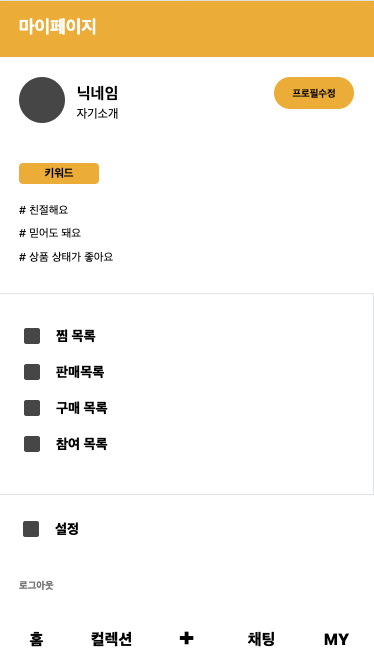 마이페이지
닉네임
자기소개
프로필수정
키워드
# 친절해요
# 믿어도 돼요
# 상품 상태가 좋아요
찜 목록
판매목록
구매 목록
참여 목록
설정
로그아웃
홈 컬렉션 + 채팅 MY